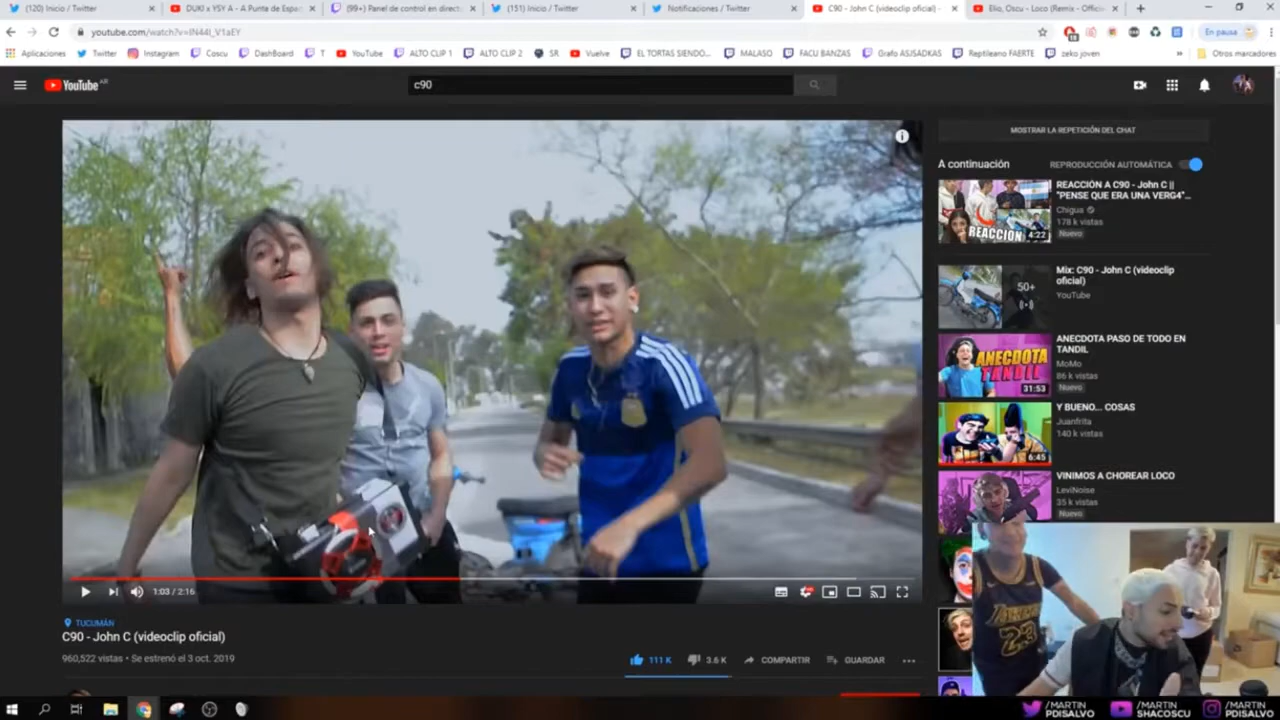 (120) Inicio / Twitter
DUKI x YSY A - A Punta de Espa
(99+) Panel de control en direct
(151) Inicio / Twitter
Notificaciones / Twitter
C90 - John C (videoclip oficial) -
Elio, Oscu - Loco (Remix - Offici
youtube.com/watch?v=IN44I_V1aEY
En pausa
Aplicaciones
Twitter
Instagram
Coscu
DashBoard
T
YouTube
ALTO CLIP 1
ALTO CLIP 2
SR
Vuelve
EL TORTAS SIENDO...
MALASO
FACU BANZAS
Grafo ASISÁDKAS
Reptileano FAERTE
zeko joven
»
Otros marcadores
YouTube AR
c90
MOSTRAR LA REPETICIÓN DEL CHAT
A continuación
REPRODUCCIÓN AUTOMÁTICA
REACCIÓN A C90 - John C ||
"PENSE QUE ERA UNA VERG4"...
Chigua
178 k vistas
Nuevo
REACCION
4:22
Mix: C90 - John C (videoclip
oficial)
YouTube
50+
ANECDOTA PASO DE TODO EN
TANDIL
MoMo
86 k vistas
Nuevo
ANECDOTA
TANDIL
31:53
Y BUENO... COSAS
Juanfrita
140 k vistas
6:45
VINIMOS A CHOREAR LOCO
LeviNoise
35 k vistas
Nuevo
1:03 / 2:16
TUCUMÁN
C90 - John C (videoclip oficial)
960,522 vistas • Se estrenó el 3 oct. 2019
111 K
3.6 K
COMPARTIR
GUARDAR
LAKERS
23
MARTIN
PDISALVO
MARTIN
SHACOSCU
MARTIN
PDISALVO